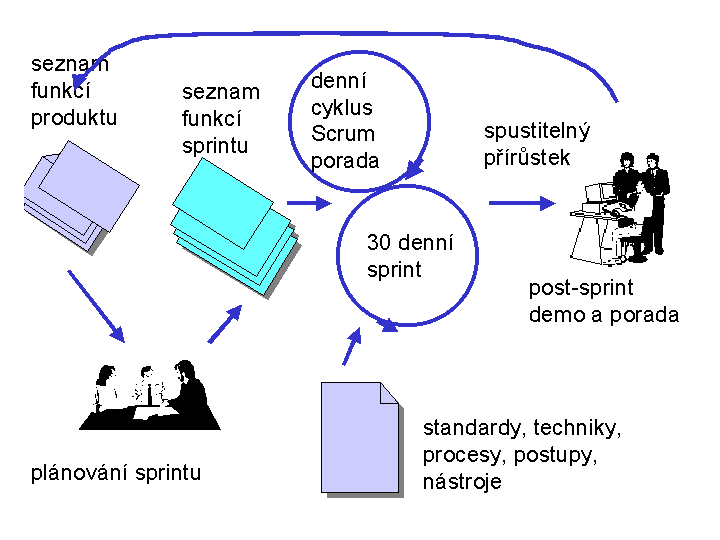 seznam
funkcí
produktu
seznam
funkcí
sprintu
denní
cyklus
Scrum
porada
30 denní
sprint
spustitelný
přírůstek
post-sprint
demo a porada
plánování sprintu
standardy, techniky,
procesy, postupy,
nástroje